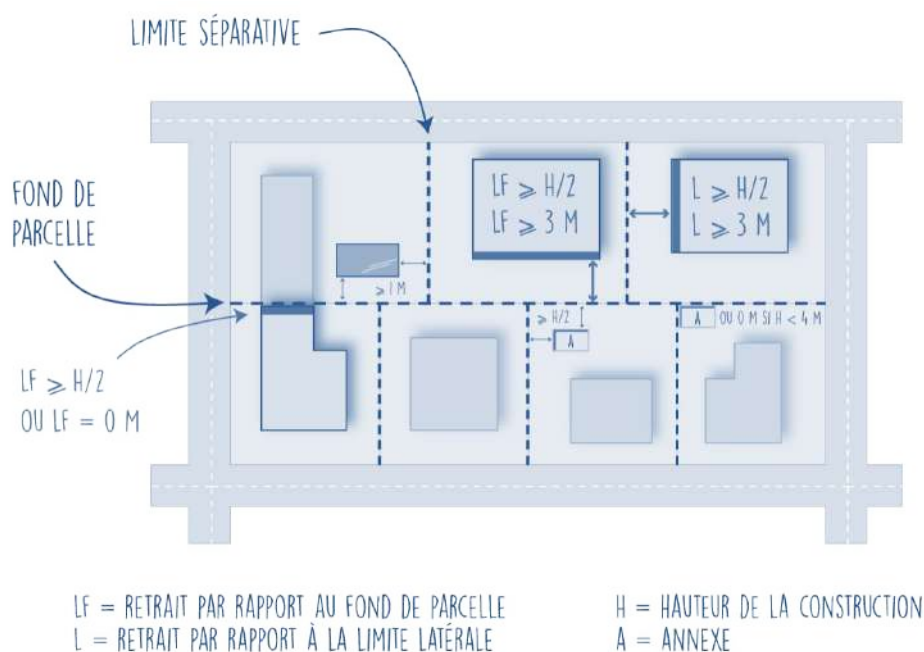 LIMITE SÉPARATIVE
FOND DE
PARCELLE
LF ⩾ H/2
LF ⩾ 3 M
L ⩾ H/2
L ⩾ 3 M
⩾ 1 M
⩾ H/2
A
A OU 0 M SI H < 4 M
LF ⩾ H/2
OU LF = 0 M
LF = RETRAIT PAR RAPPORT AU FOND DE PARCELLE
L = RETRAIT PAR RAPPORT À LA LIMITE LATÉRALE
H = HAUTEUR DE LA CONSTRUCTION
A = ANNEXE